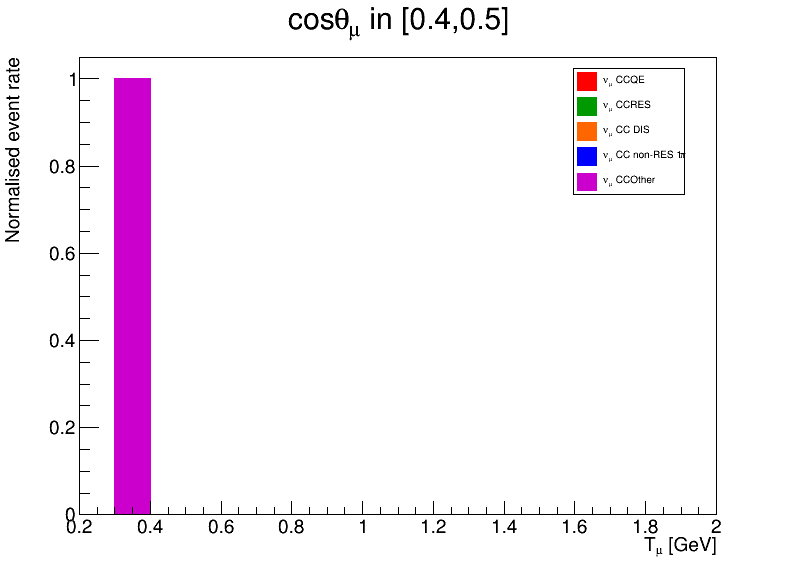 cosθμ in [0.4,0.5]
Normalised event rate
1
0.8
0.6
0.4
0.2
0
0.2 0.4 0.6 0.8 1 1.2 1.4 1.6 1.8 2
Tμ [GeV]
νμ CCQE
νμ CCRES
νμ CC DIS
νμ CC non-RES 1π
νμ CCOther